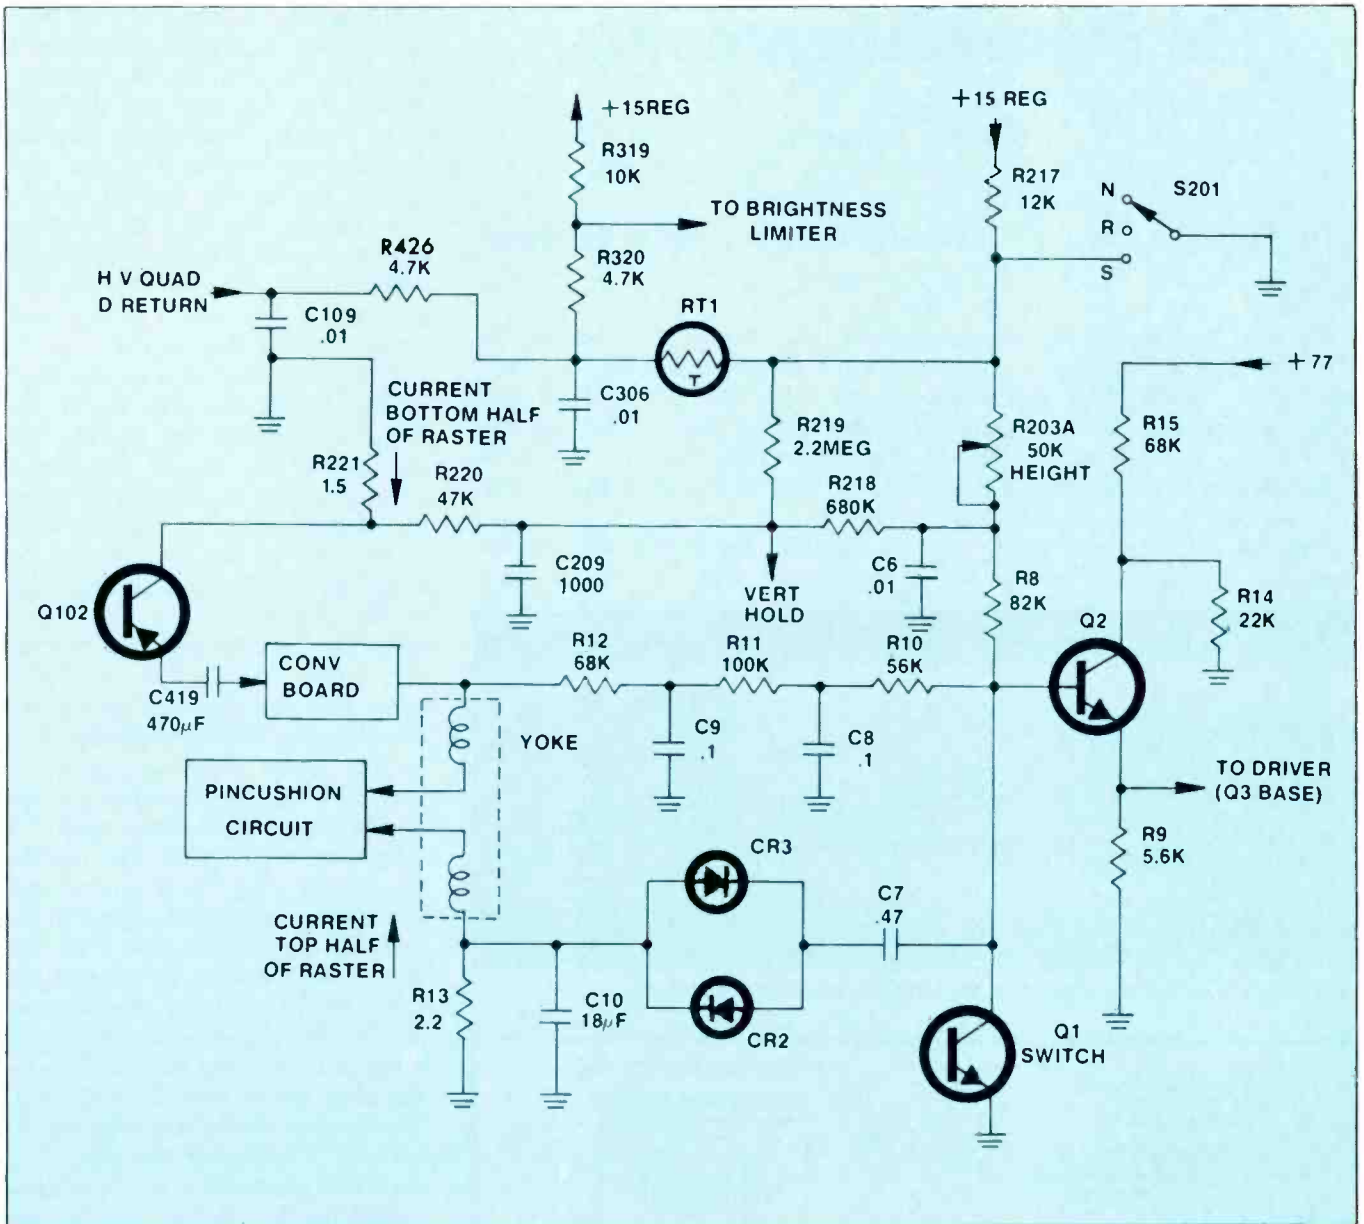 +15REG
+15 REG
R319
10K
R217
12K
N
S201
R
S
TO BRIGHTNESS
LIMITER
R426
4.7K
R320
4.7K
H V QUAD
D RETURN
C109
.01
RT1
T
+77
CURRENT
BOTTOM HALF
OF RASTER
C306
.01
R219
2.2MEG
R203A
50K
HEIGHT
R15
68K
R221
1.5
R220
47K
R218
680K
C209
1000
VERT
HOLD
C6
.01
R8
82K
R14
22K
Q102
Q2
R12
68K
R11
100K
R10
56K
CONV
BOARD
C419
470µF
YOKE
C9
.1
C8
.1
PINCUSHION
CIRCUIT
TO DRIVER
(Q3 BASE)
R9
5.6K
CR3
C7
.47
CURRENT
TOP HALF
OF RASTER
R13
2.2
C10
18µF
CR2
Q1
SWITCH